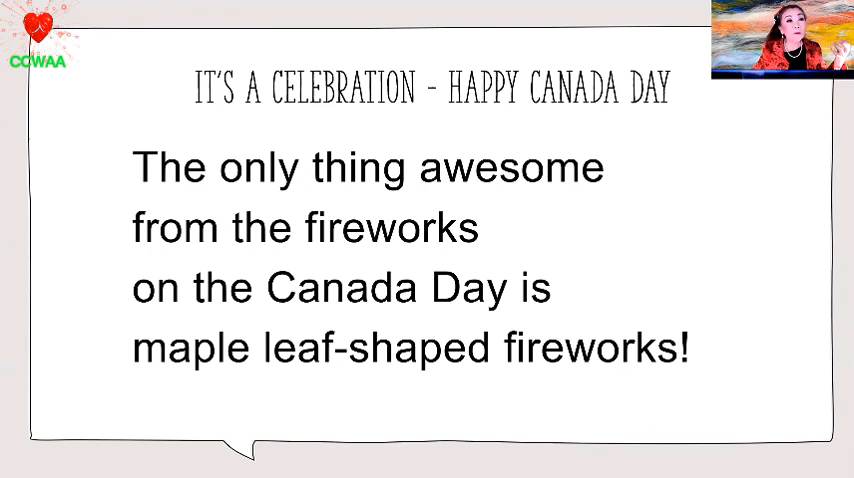 CCWAA
IT'S A CELEBRATION - HAPPY CANADA DAY
The only thing awesome
from the fireworks
on the Canada Day is
maple leaf-shaped fireworks!